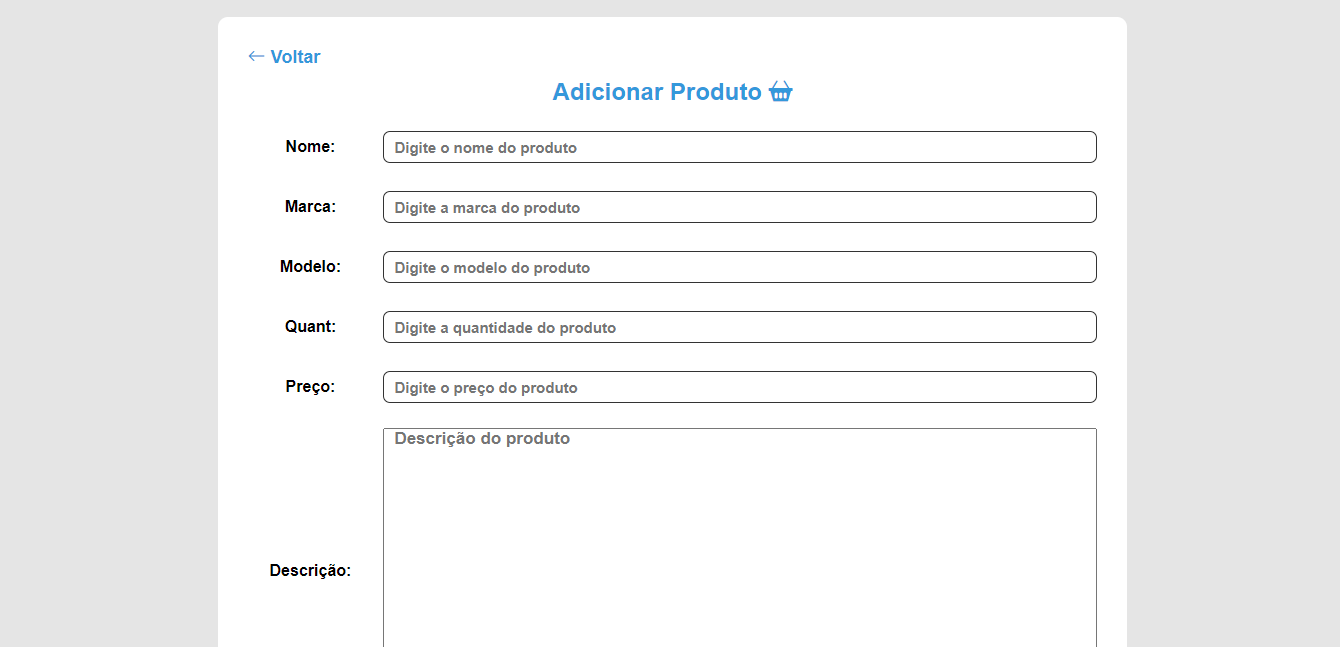 Voltar
Adicionar Produto
Nome: Digite o nome do produto
Marca: Digite a marca do produto
Modelo: Digite o modelo do produto
Quant: Digite a quantidade do produto
Preço: Digite o preço do produto
Descrição do produto
Descrição: